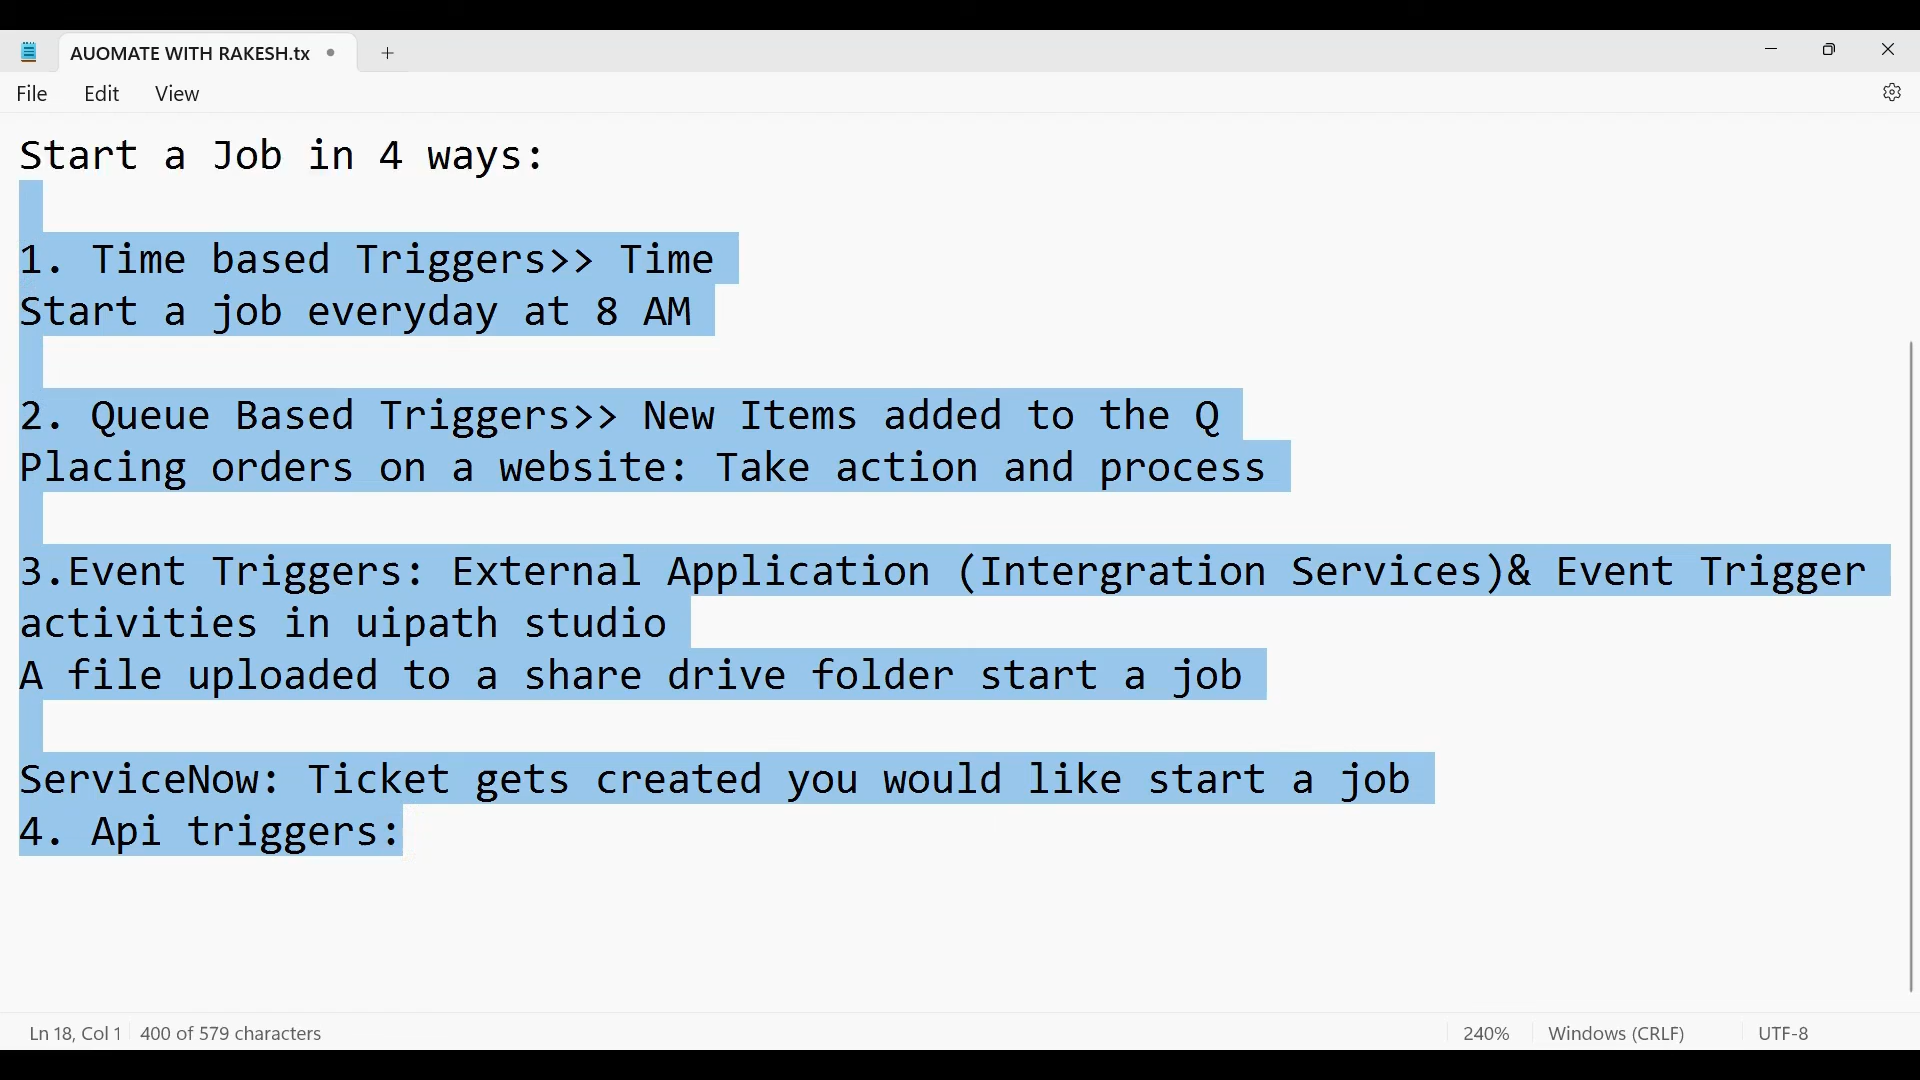 AUOMATE WITH RAKESH.tx
File Edit View
Start a Job in 4 ways:
1. Time based Triggers>> Time
Start a job everyday at 8 AM
2. Queue Based Triggers>> New Items added to the Q
Placing orders on a website: Take action and process
3.Event Triggers: External Application (Intergration Services)& Event Trigger
activities in uipath studio
A file uploaded to a share drive folder start a job
ServiceNow: Ticket gets created you would like start a job
4. Api triggers:
Ln 18, Col 1 400 of 579 characters 240% Windows (CRLF) UTF-8